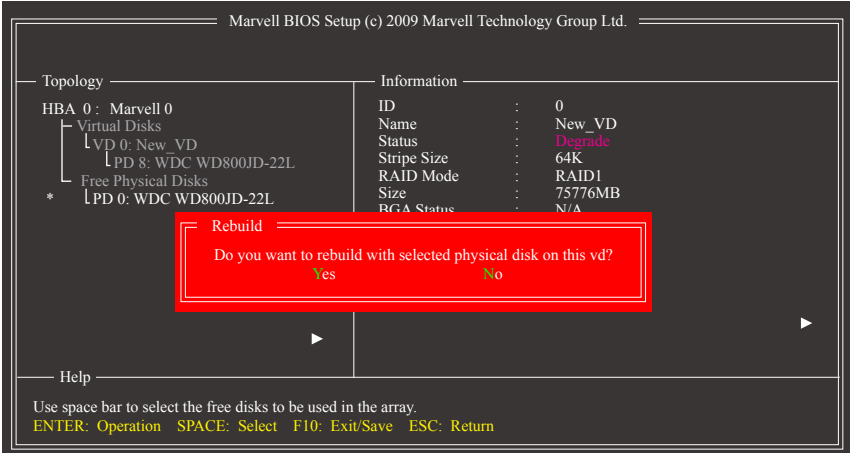 Marvell BIOS Setup (c) 2009 Marvell Technology Group Ltd.
Topology
HBA 0 : Marvell 0
Virtual Disks
VD 0: New_VD
PD 8: WDC WD800JD-22L
Free Physical Disks
* PD 0: WDC WD800JD-22L
Information
ID : 0
Name : New_VD
Status : Degrade
Stripe Size : 64K
RAID Mode : RAID1
Size : 75776MB
BGA Status : N/A
Rebuild
Do you want to rebuild with selected physical disk on this vd?
Yes No
Help
Use space bar to select the free disks to be used in the array.
ENTER: Operation SPACE: Select F10: Exit/Save ESC: Return